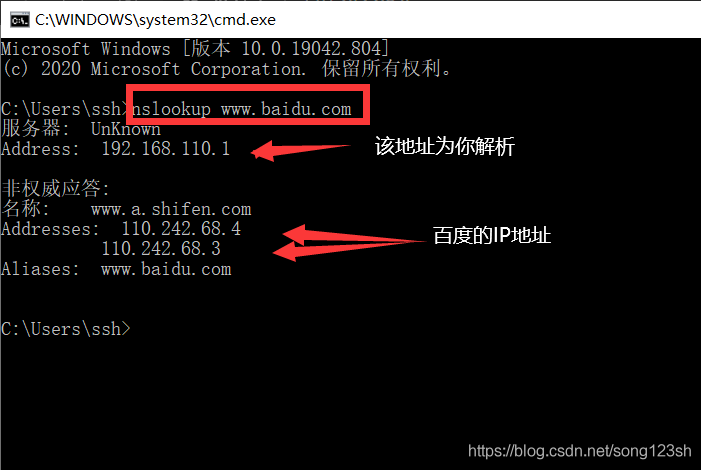 C:\WINDOWS\system32\cmd.exe
Microsoft Windows [版本 10.0.19042.804]
(c) 2020 Microsoft Corporation. 保留所有权利。
C:\Users\ssh>nslookup www.baidu.com
服务器:  UnKnown
Address:  192.168.110.1
该地址为你解析
非权威应答:
名称:    www.a.shifen.com
Addresses:  110.242.68.4
110.242.68.3
百度的IP地址
Aliases:  www.baidu.com
C:\Users\ssh>
https://blog.csdn.net/song123sh